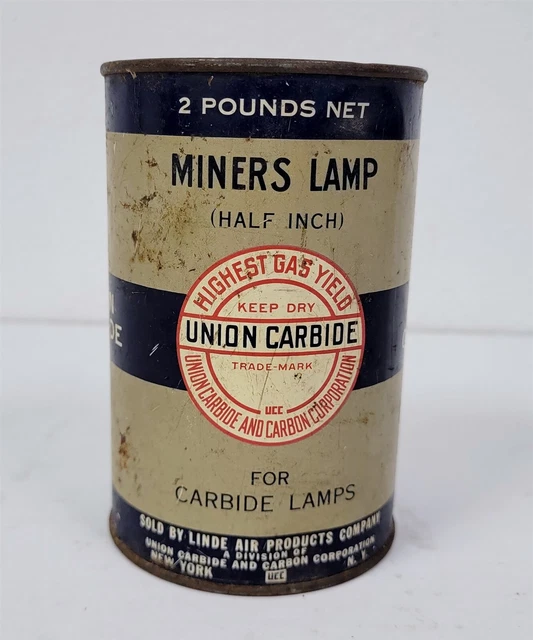 2 POUNDS NET
MINERS LAMP
(HALF INCH)
HIGHEST GAS YIELD
KEEP DRY
UNION CARBIDE
TRADE-MARK
UCC
UNION CARBIDE AND CARBON CORPORATION
N
DE
FOR
CARBIDE LAMPS
SOLD BY LINDE AIR PRODUCTS COMPANY
A DIVISION OF
UNION CARBIDE AND CARBON CORPORATION
NEW YORK UCC N. Y.